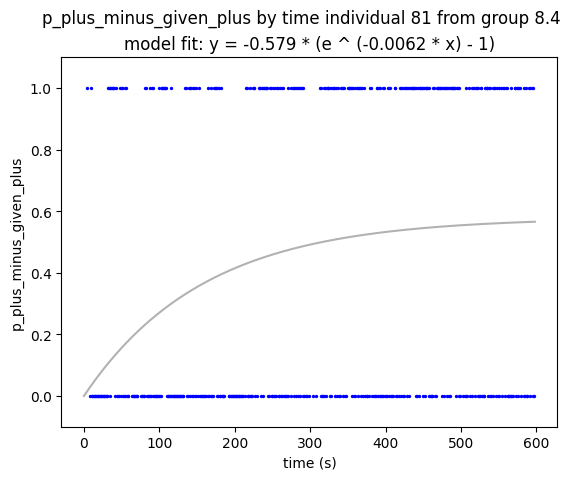 p_plus_minus_given_plus by time individual 81 from group 8.4
model fit: y = -0.579 * (e ^ (-0.0062 * x) - 1)
1.0
0.8
0.6
0.4
0.2
0.0
p_plus_minus_given_plus
0 100 200 300 400 500 600
time (s)